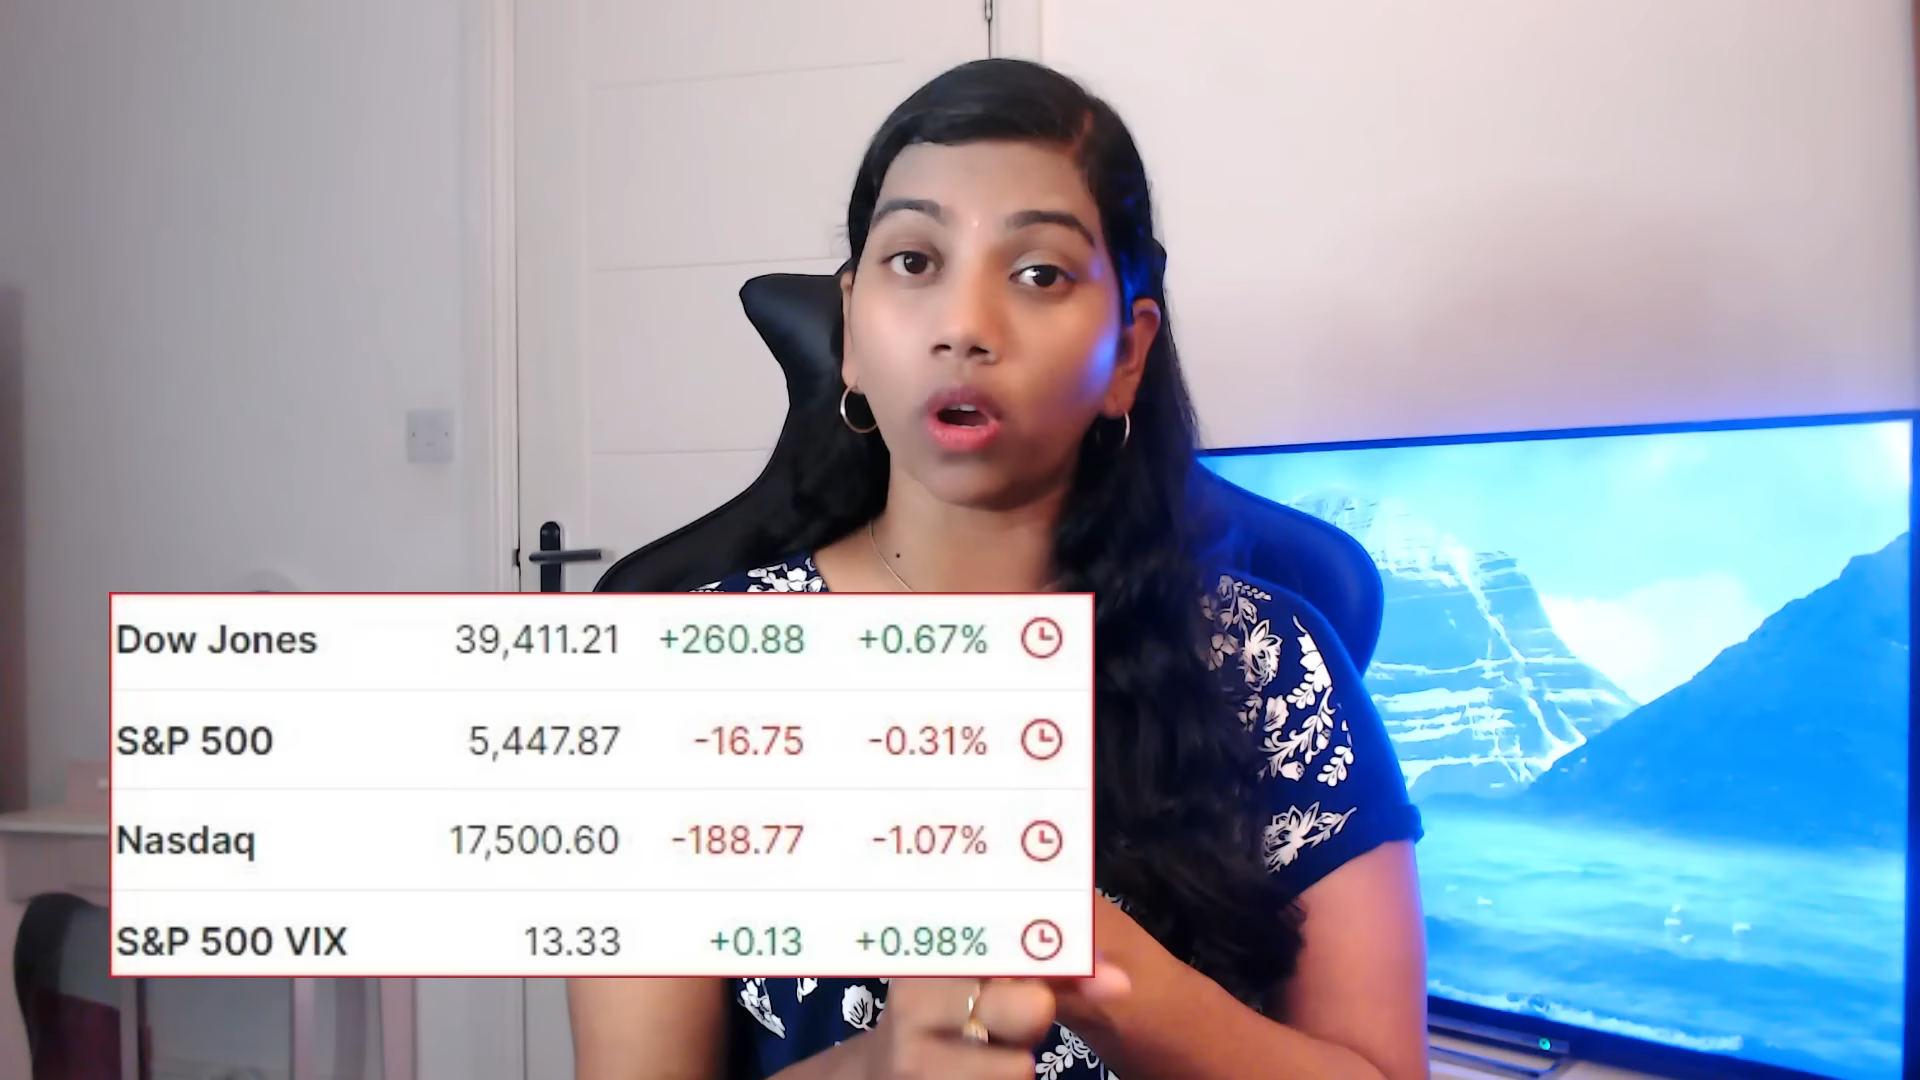 Dow Jones 39,411.21 +260.88 +0.67%
S&P 500 5,447.87 -16.75 -0.31%
Nasdaq 17,500.60 -188.77 -1.07%
S&P 500 VIX 13.33 +0.13 +0.98%